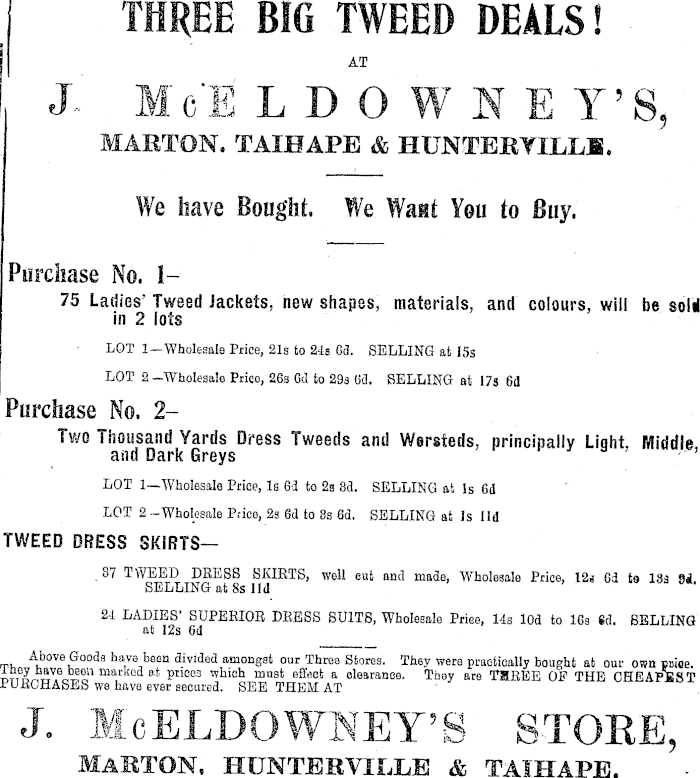 THREE BIG TWEED DEALS!
AT
J. McELDOWNEY'S,
MARTON. TAIHAPE & HUNTERVILLE.
We have Bought. We Want You to Buy.
Purchase No. 1–
75 Ladies' Tweed Jackets, new shapes, materials, and colours, will be sold
in 2 lots
LOT 1—Wholesale Price, 21s to 24s 6d. SELLING at 15s
LOT 2—Wholesale Price, 26s 6d to 29s 6d. SELLING at 17s 6d
Purchase No. 2–
Two Thousand Yards Dress Tweeds and Worsteds, principally Light, Middle,
and Dark Greys
LOT 1—Wholesale Price, 1s 6d to 2s 3d. SELLING at 1s 6d
LOT 2—Wholesale Price, 2s 6d to 3s 6d. SELLING at 1s 11d
TWEED DRESS SKIRTS—
37 TWEED DRESS SKIRTS, well cut and made, Wholesale Price, 12s 6d to 13s 9d.
SELLING at 8s 11d
24 LADIES' SUPERIOR DRESS SUITS, Wholesale Price, 14s 10d to 16s 6d. SELLING
at 12s 6d
Above Goods have been divided amongst our Three Stores. They were practically bought at our own price.
They have been marked at prices which must effect a clearance. They are THREE OF THE CHEAPEST
PURCHASES we have ever secured. SEE THEM AT
J. McELDOWNEY'S STORE,
MARTON, HUNTERVILLE & TAIHAPE.